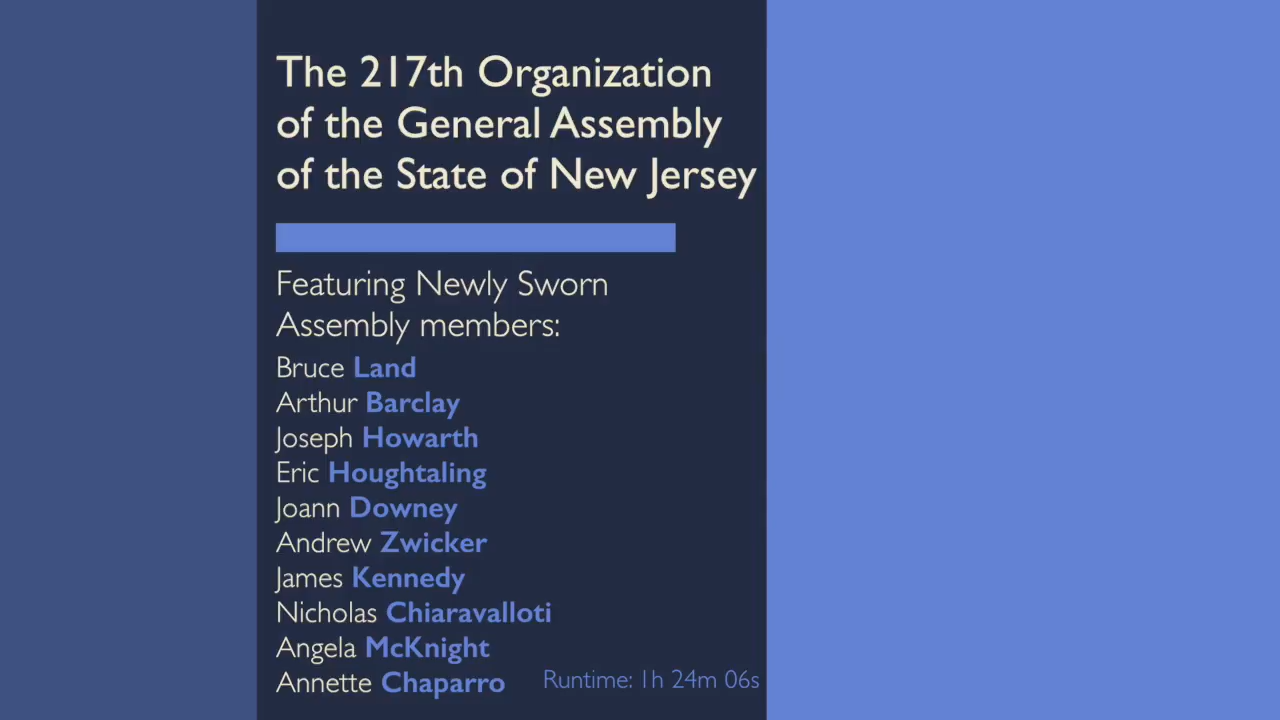 The 217th Organization
of the General Assembly
of the State of New Jersey
Featuring Newly Sworn
Assembly members:
Bruce Land
Arthur Barclay
Joseph Howarth
Eric Houghtaling
Joann Downey
Andrew Zwicker
James Kennedy
Nicholas Chiaravalloti
Angela McKnight
Annette Chaparro
Runtime: 1h 24m 06s